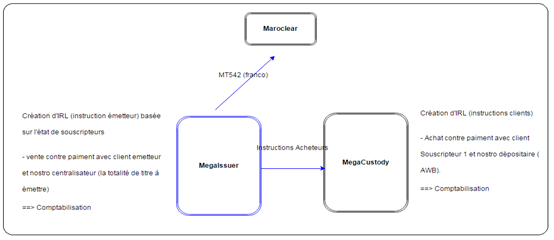 Maroclear
MT542 (franco)
Création d'IRL (instruction émetteur) basée
sur l'état de souscripteurs
- vente contre paiment avec client emetteur
et nostro centralisateur (la totalité de titre á
émettre)
==> Comptabilisation
MegaIssuer
Instructions Acheteurs
MegaCustody
Création d'IRL (instructions clients)
- Achat contre paiment avec client
Souscripteur 1 et nostro dépositaire (
AWB).
==> Comptabilisation